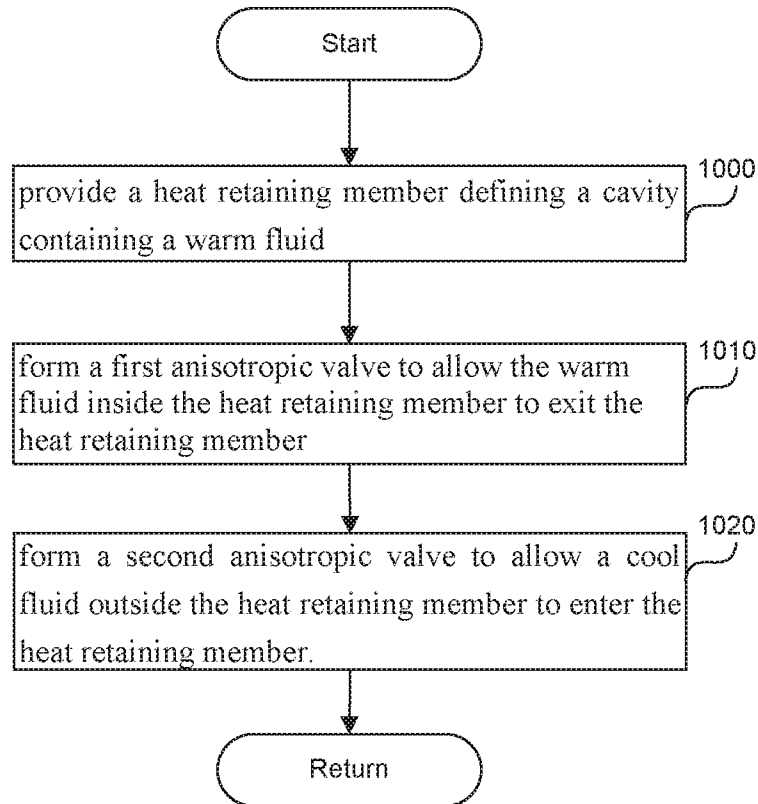 Start
1000
provide a heat retaining member defining a cavity
containing a warm fluid
1010
form a first anisotropic valve to allow the warm
fluid inside the heat retaining member to exit the
heat retaining member
1020
form a second anisotropic valve to allow a cool
fluid outside the heat retaining member to enter the
heat retaining member.
Return